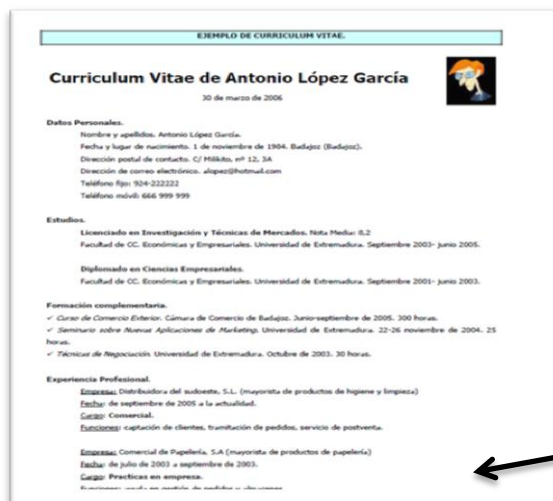 EJEMPLO DE CURRICULUM VITAE.
Curriculum Vitae de Antonio López García
30 de marzo de 2006
Datos Personales.
Nombre y apellidos. Antonio López García.
Fecha y lugar de nacimiento. 1 de noviembre de 1984. Badajoz (Badajoz).
Dirección postal de contacto. C/ Milikito, nº 12, 3A
Dirección de correo electrónico. alopez@hotmail.com
Teléfono fijo: 924-222222
Teléfono móvil: 666 999 999
Estudios.
Licenciado en Investigación y Técnicas de Mercados. Nota Media: 8,2
Facultad de CC. Económicas y Empresariales. Universidad de Extremadura. Septiembre 2003- junio 2005.
Diplomado en Ciencias Empresariales.
Facultad de CC. Económicas y Empresariales. Universidad de Extremadura. Septiembre 2001- junio 2003.
Formación complementaria.
✓ Curso de Comercio Exterior. Cámara de Comercio de Badajoz. Junio-septiembre de 2005. 300 horas.
✓ Seminario sobre Nuevas Aplicaciones de Marketing. Universidad de Extremadura. 22-26 noviembre de 2004. 25
horas.
✓ Técnicas de Negociación. Universidad de Extremadura. Octubre de 2003. 30 horas.
Experiencia Profesional.
Empresa: Distribuidora del sudoeste, S.L. (mayorista de productos de higiene y limpieza)
Fecha: de septiembre de 2005 a la actualidad.
Cargo: Comercial.
Funciones: captación de clientes, tramitación de pedidos, servicio de postventa.
Empresa: Comercial de Papelería, S.A (mayorista de productos de papelería)
Fecha: de julio de 2003 a septiembre de 2003.
Cargo: Practicas en empresa.
Funciones: ayuda en gestión de pedidos y almacenes